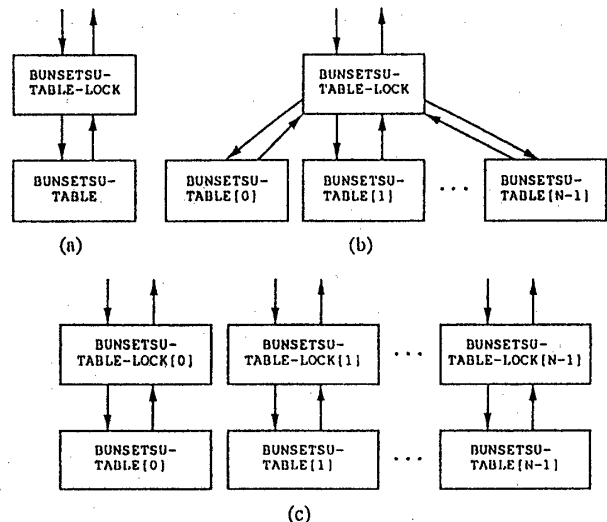 BUNSETSU-
TABLE-LOCK
BUNSETSU-
TABLE
(a)
BUNSETSU-
TABLE-LOCK
BUNSETSU-
TABLE[0]
BUNSETSU-
TABLE[1]
...
BUNSETSU-
TABLE[N-1]
(b)
BUNSETSU-
TABLE-LOCK[0]
BUNSETSU-
TABLE-LOCK[1]
...
BUNSETSU-
TABLE-LOCK[N-1]
BUNSETSU-
TABLE[0]
BUNSETSU-
TABLE[1]
...
BUNSETSU-
TABLE[N-1]
(c)